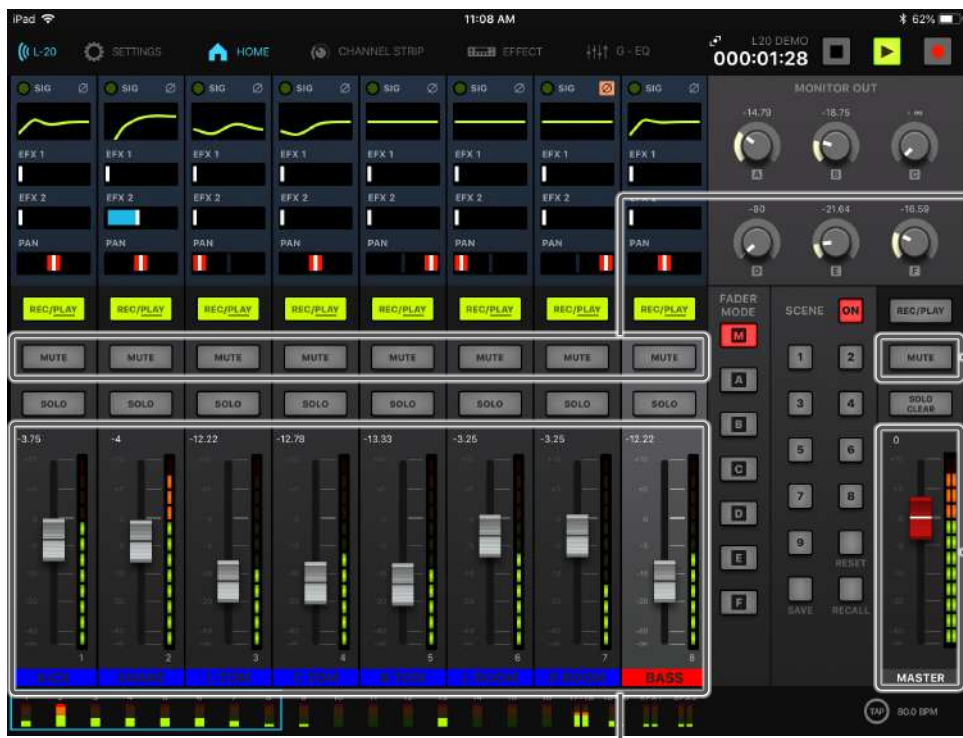 iPad 11:08 AM 62%
L-20 SETTINGS HOME CHANNEL STRIP EFFECT G - EQ L20 DEMO
000:01:28
SIG SIG SIG SIG SIG SIG SIG SIG MONITOR OUT
-14.79 -18.75 - ∞
EFX 1 EFX 1 EFX 1 EFX 1 EFX 1 EFX 1 EFX 1 EFX 1
A B C
EFX 2 EFX 2 EFX 2 EFX 2 EFX 2 EFX 2 EFX 2 EFX 2
-80 -21.64 -16.59
PAN PAN PAN PAN PAN PAN PAN PAN
D E F
REC/PLAY REC/PLAY REC/PLAY REC/PLAY REC/PLAY REC/PLAY REC/PLAY REC/PLAY FADER MODE SCENE ON REC/PLAY
M
MUTE MUTE MUTE MUTE MUTE MUTE MUTE MUTE 1 2 MUTE
A
SOLO SOLO SOLO SOLO SOLO SOLO SOLO SOLO 3 4 SOLO CLEAR
B
-3.75 -4 -12.22 -12.78 -13.33 -3.25 -3.25 -12.22 5 6 0
C
7 8
D
9
E RESET
F
SAVE RECALL
1 2 3 4 5 6 7 8
KICK SNARE BASS MASTER
TAP 80.0 BPM